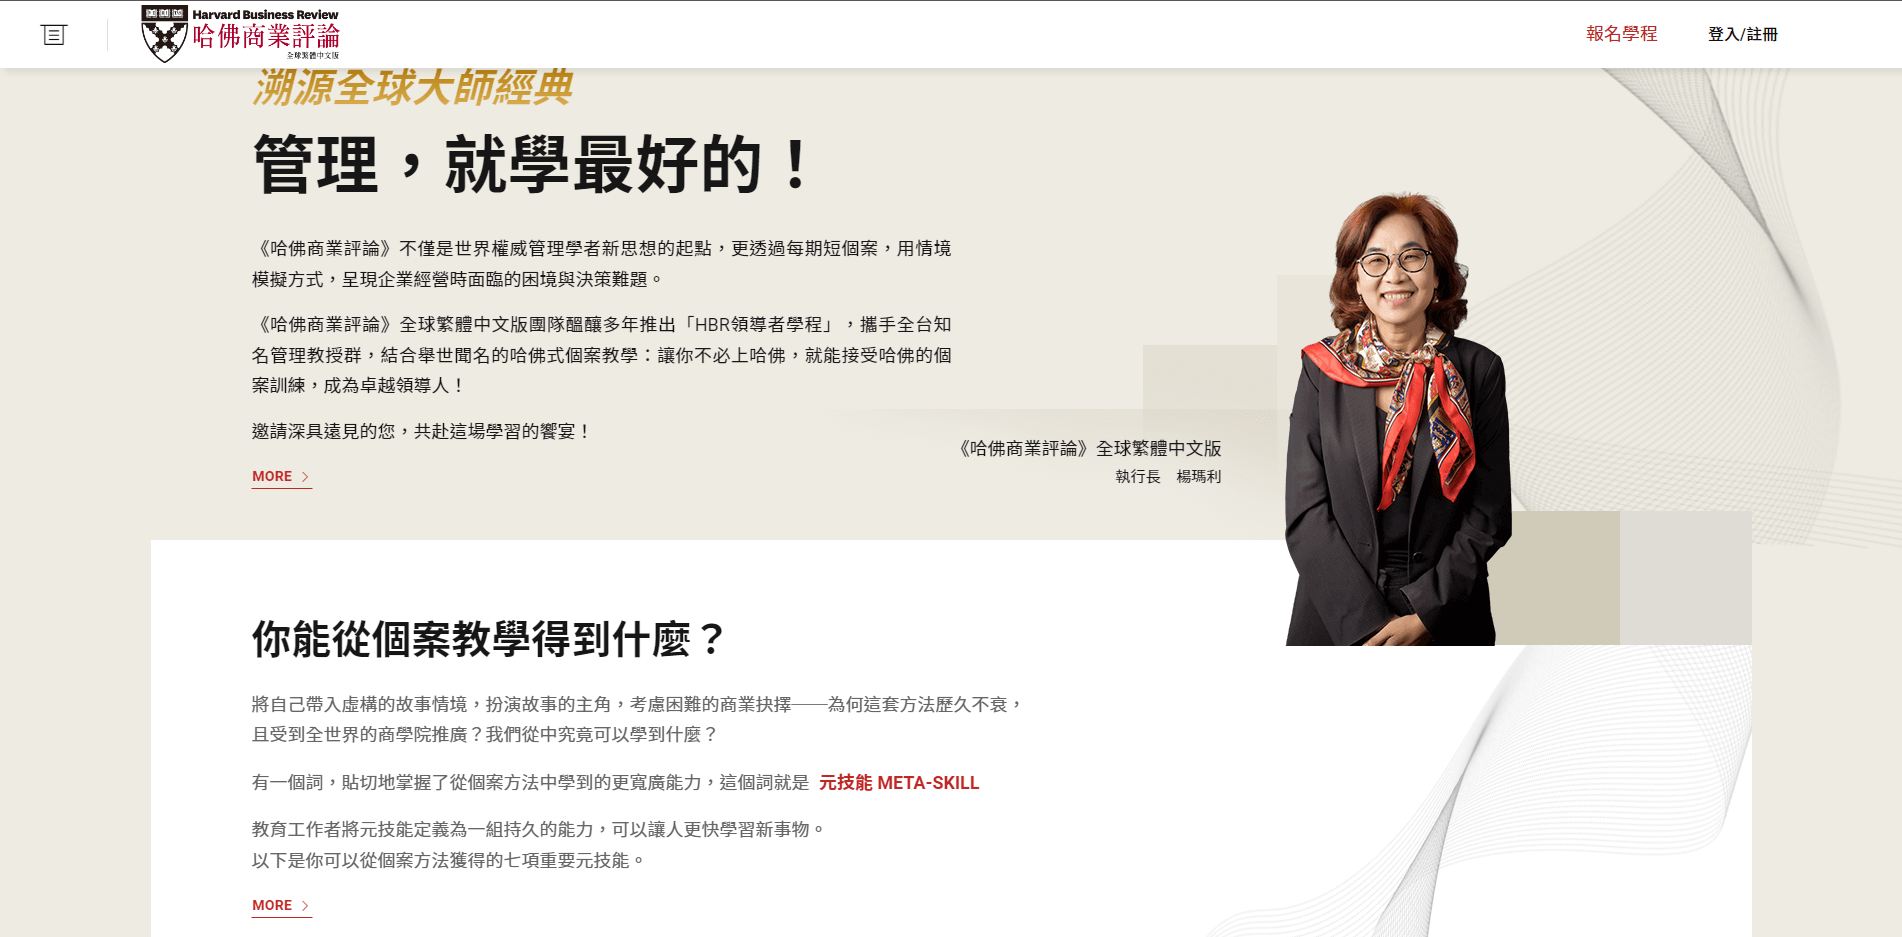 Harvard Business Review
哈佛商業評論
全球繁體中文版
報名學程
登入/註冊
溯源全球大師經典
管理，就學最好的！
《哈佛商業評論》不僅是世界權威管理學者新思想的起點，更透過每期短個案，用情境
模擬方式，呈現企業經營時面臨的困境與決策難題。
《哈佛商業評論》全球繁體中文版團隊醞釀多年推出「HBR領導者學程」，攜手全台知
名管理教授群，結合舉世聞名的哈佛式個案教學：讓你不必上哈佛，就能接受哈佛的個
案訓練，成為卓越領導人！
邀請深具遠見的您，共赴這場學習的饗宴！
MORE
《哈佛商業評論》全球繁體中文版
執行長　楊瑪利
你能從個案教學得到什麼？
將自己帶入虛構的故事情境，扮演故事的主角，考慮困難的商業抉擇──為何這套方法歷久不衰，
且受到全世界的商學院推廣？我們從中究竟可以學到什麼？
有一個詞，貼切地掌握了從個案方法中學到的更寬廣能力，這個詞就是 元技能 META-SKILL
教育工作者將元技能定義為一組持久的能力，可以讓人更快學習新事物。
以下是你可以從個案方法獲得的七項重要元技能。
MORE